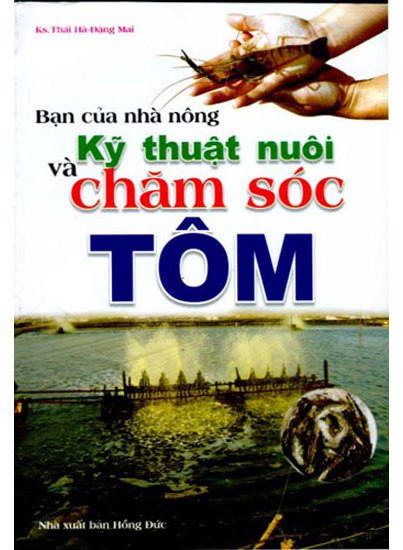 Ks.Thái Hà-Đặng Mai
Bạn của nhà nông
Kỹ thuật nuôi
và chăm sóc
TÔM
Nhà xuất bản Hồng Đức